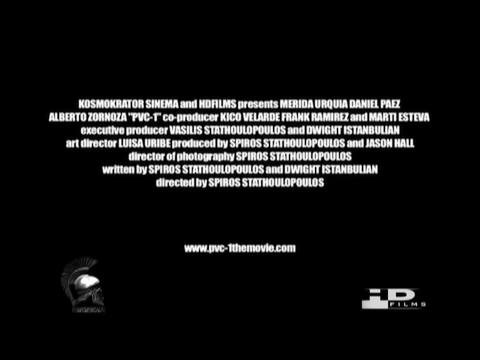 KOSMOKRATOR SINEMA and HDFILMS presents MERIDA URQUIA DANIEL PAEZ
ALBERTO ZORNOZA "PVC-1" co-producer KICO VELARDE FRANK RAMIREZ and MARTI ESTEVA
executive producer VASILIS STATHOULOPOULOS and DWIGHT ISTANBULIAN
art director LUISA URIBE produced by SPIROS STATHOULOPOULOS and JASON HALL
director of photography SPIROS STATHOULOPOULOS
written by SPIROS STATHOULOPOULOS and DWIGHT ISTANBULIAN
directed by SPIROS STATHOULOPOULOS
www.pvc-1themovie.com
HD
FILMS